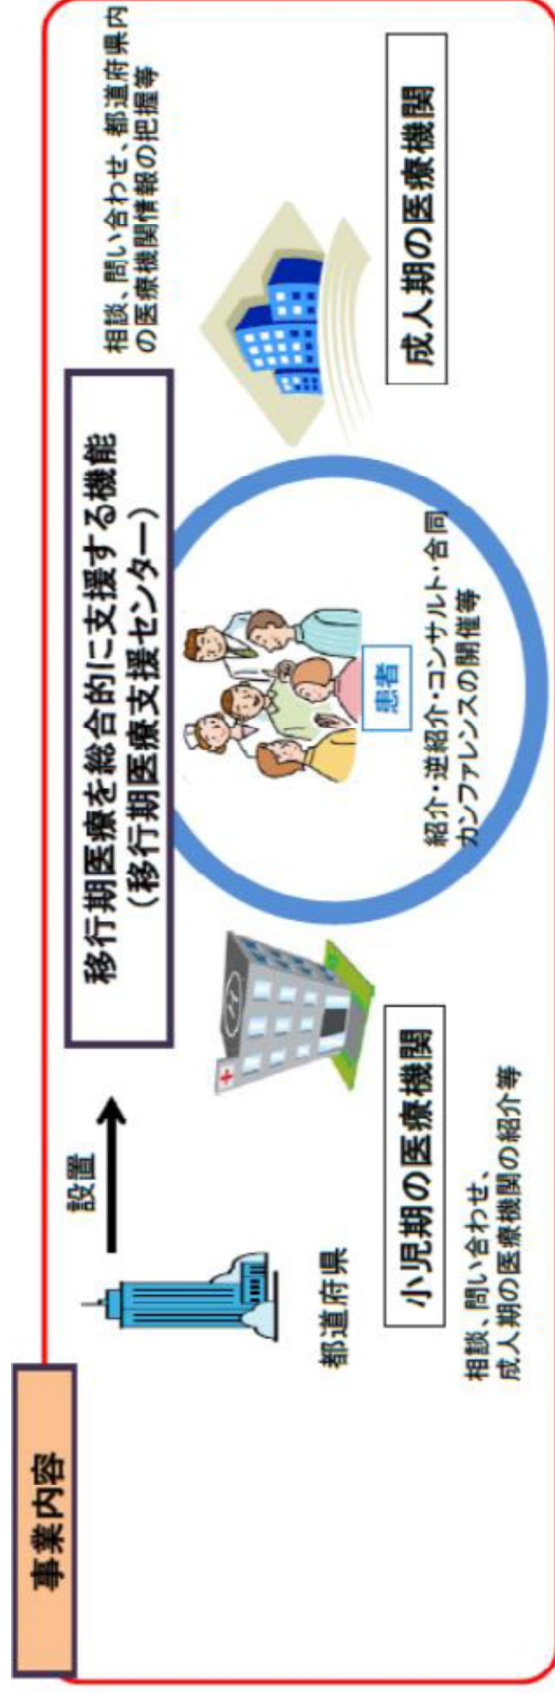 事業内容
設置
移行期医療を総合的に支援する機能
（移行期医療支援センター）
相談、問い合わせ、都道府県内
の医療機関情報の把握等
都道府県
小児期の医療機関
相談、問い合わせ、
成人期の医療機関の紹介等
患者
紹介・逆紹介・コンサルト・合同
カンファレンスの開催等
成人期の医療機関